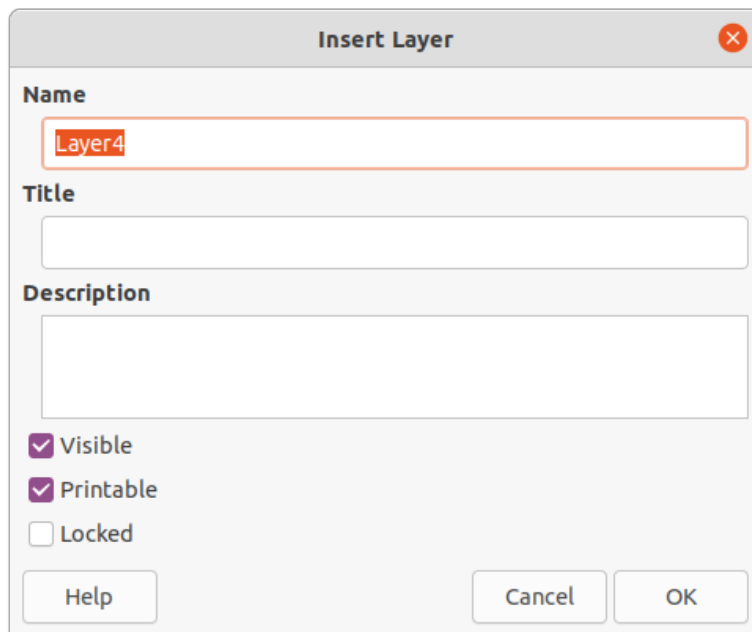 Insert Layer
Name
Layer4
Title
Description
Visible
Printable
Locked
Help Cancel OK